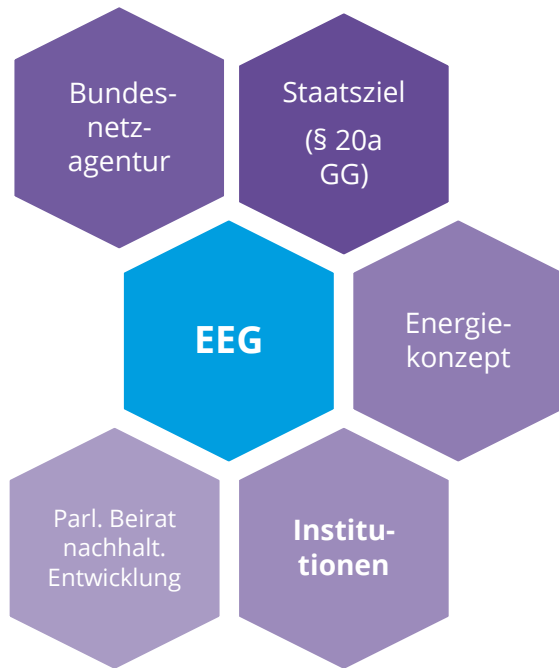 Bundes-
netz-
agentur
Staatsziel
(§ 20a
GG)
EEG
Energie-
konzept
Parl. Beirat
nachhalt.
Entwicklung
Institu-
tionen